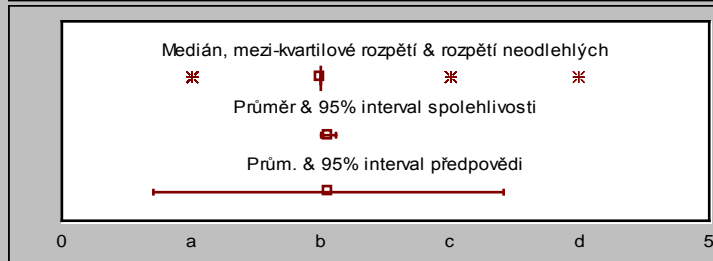 Medián, mezi-kvartilové rozpětí & rozpětí neodlehlých
Průměr & 95% interval spolehlivosti
Prům. & 95% interval předpovědi
0 a b c d 5